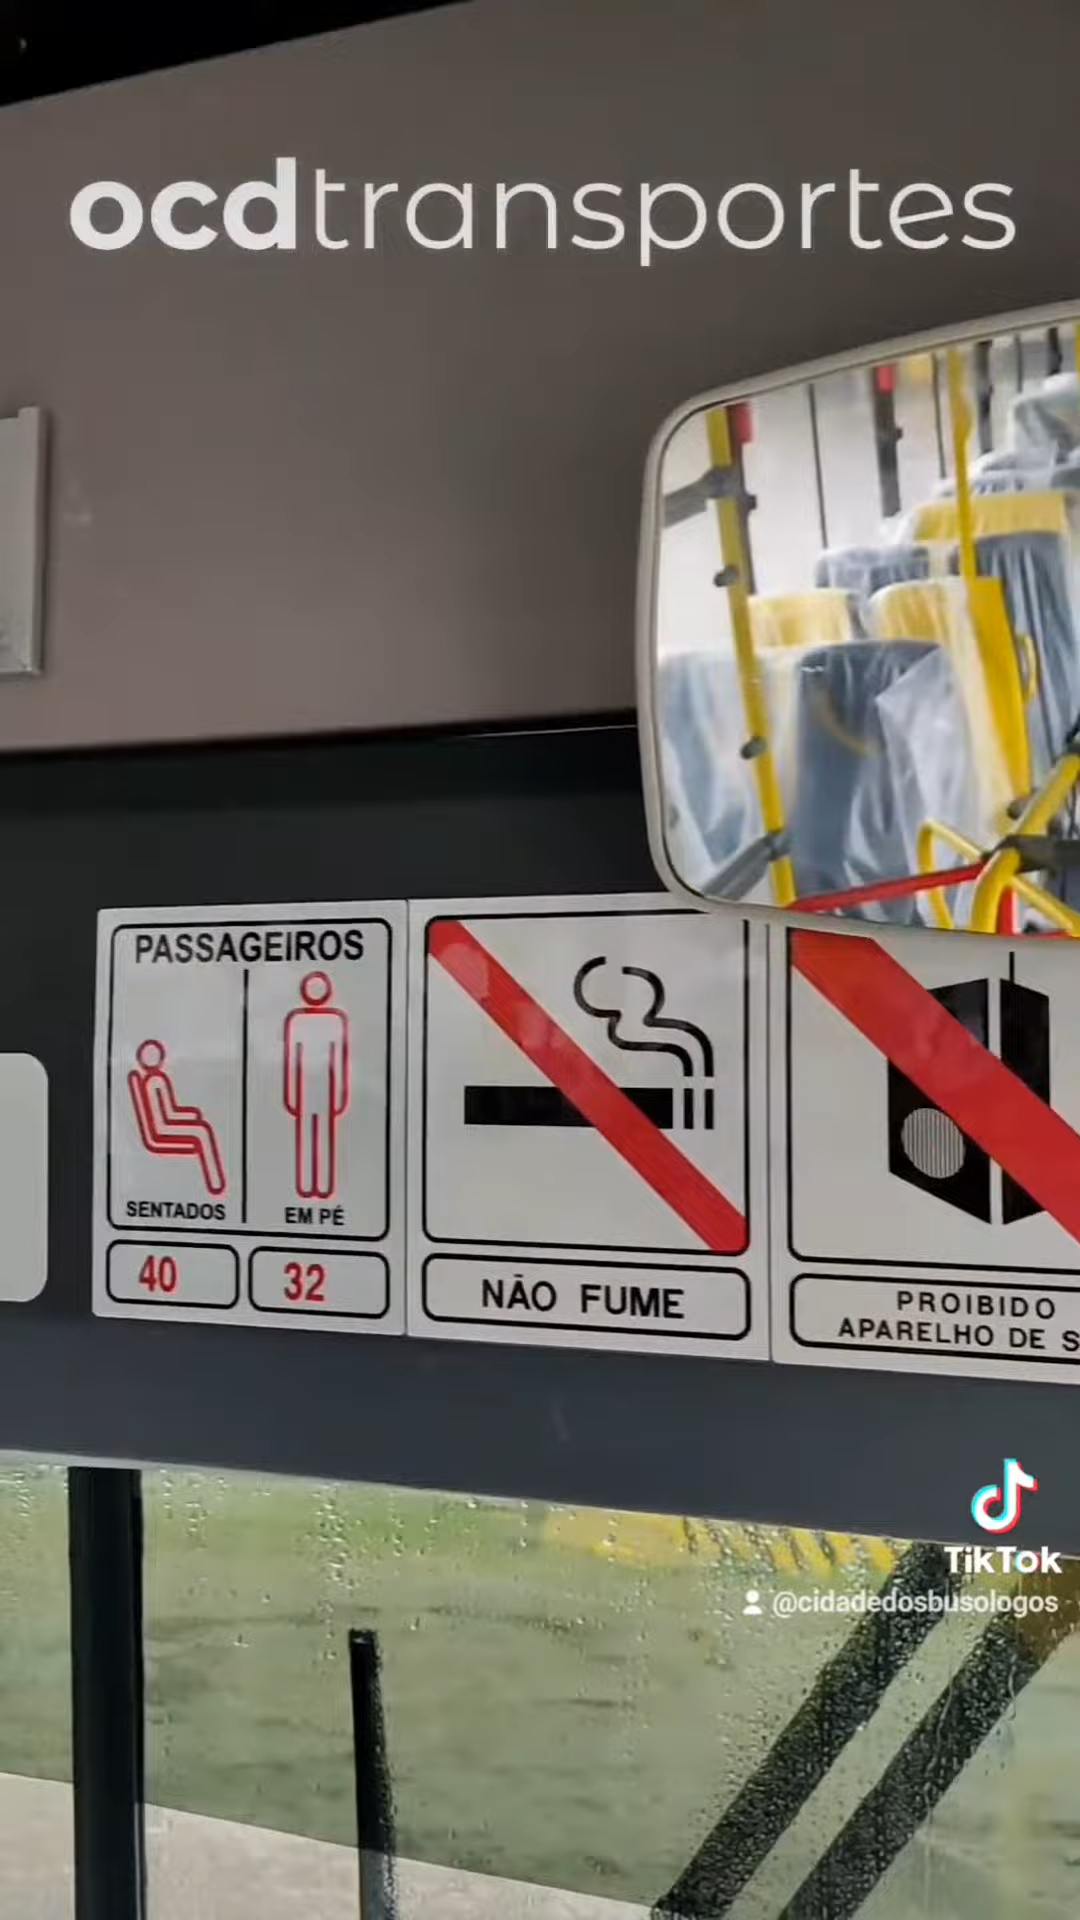 ocdtransportes
PASSAGEIROS
SENTADOS
EM PÉ
40
32
NÃO FUME
PROIBIDO
APARELHO DE S
TikTok
@cidadedosbusologos